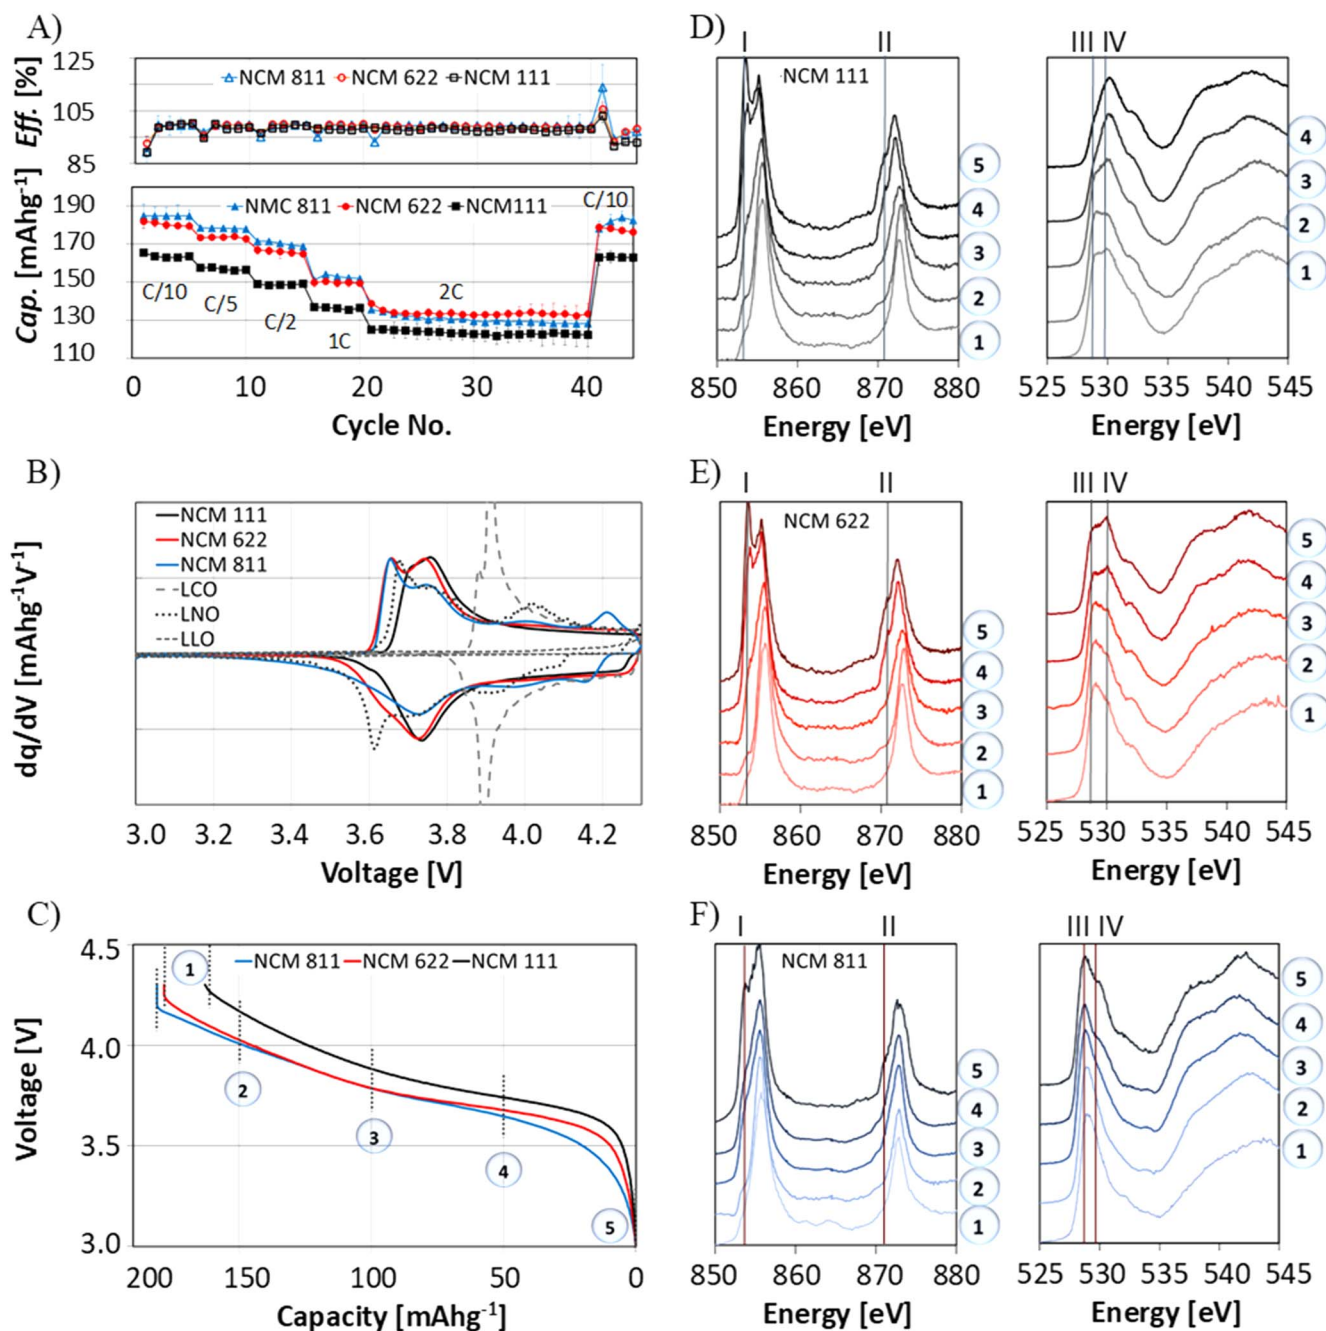 A)
Eff. [%]
125
105
85
NCM 811 NCM 622 NCM 111
Cap. [mAhg-1]
190
170
150
130
110
NMC 811 NCM 622 NCM111
C/10
C/10
C/5
C/2
1C
2C
0 10 20 30 40
Cycle No.
B)
dq/dV [mAhg-1V-1]
NCM 111
NCM 622
NCM 811
LCO
LNO
LLO
3.0 3.2 3.4 3.6 3.8 4.0 4.2
Voltage [V]
C)
Voltage [V]
4.5
4.0
3.5
3.0
NCM 811 NCM 622 NCM 111
1
2
3
4
5
200 150 100 50 0
Capacity [mAhg-1]
D)
I II
NCM 111
5
4
3
2
1
850 860 870 880
Energy [eV]
III IV
5
4
3
2
1
525 530 535 540 545
Energy [eV]
E)
I II
NCM 622
5
4
3
2
1
850 860 870 880
Energy [eV]
III IV
5
4
3
2
1
525 530 535 540 545
Energy [eV]
F)
I II
NCM 811
5
4
3
2
1
850 860 870 880
Energy [eV]
III IV
5
4
3
2
1
525 530 535 540 545
Energy [eV]